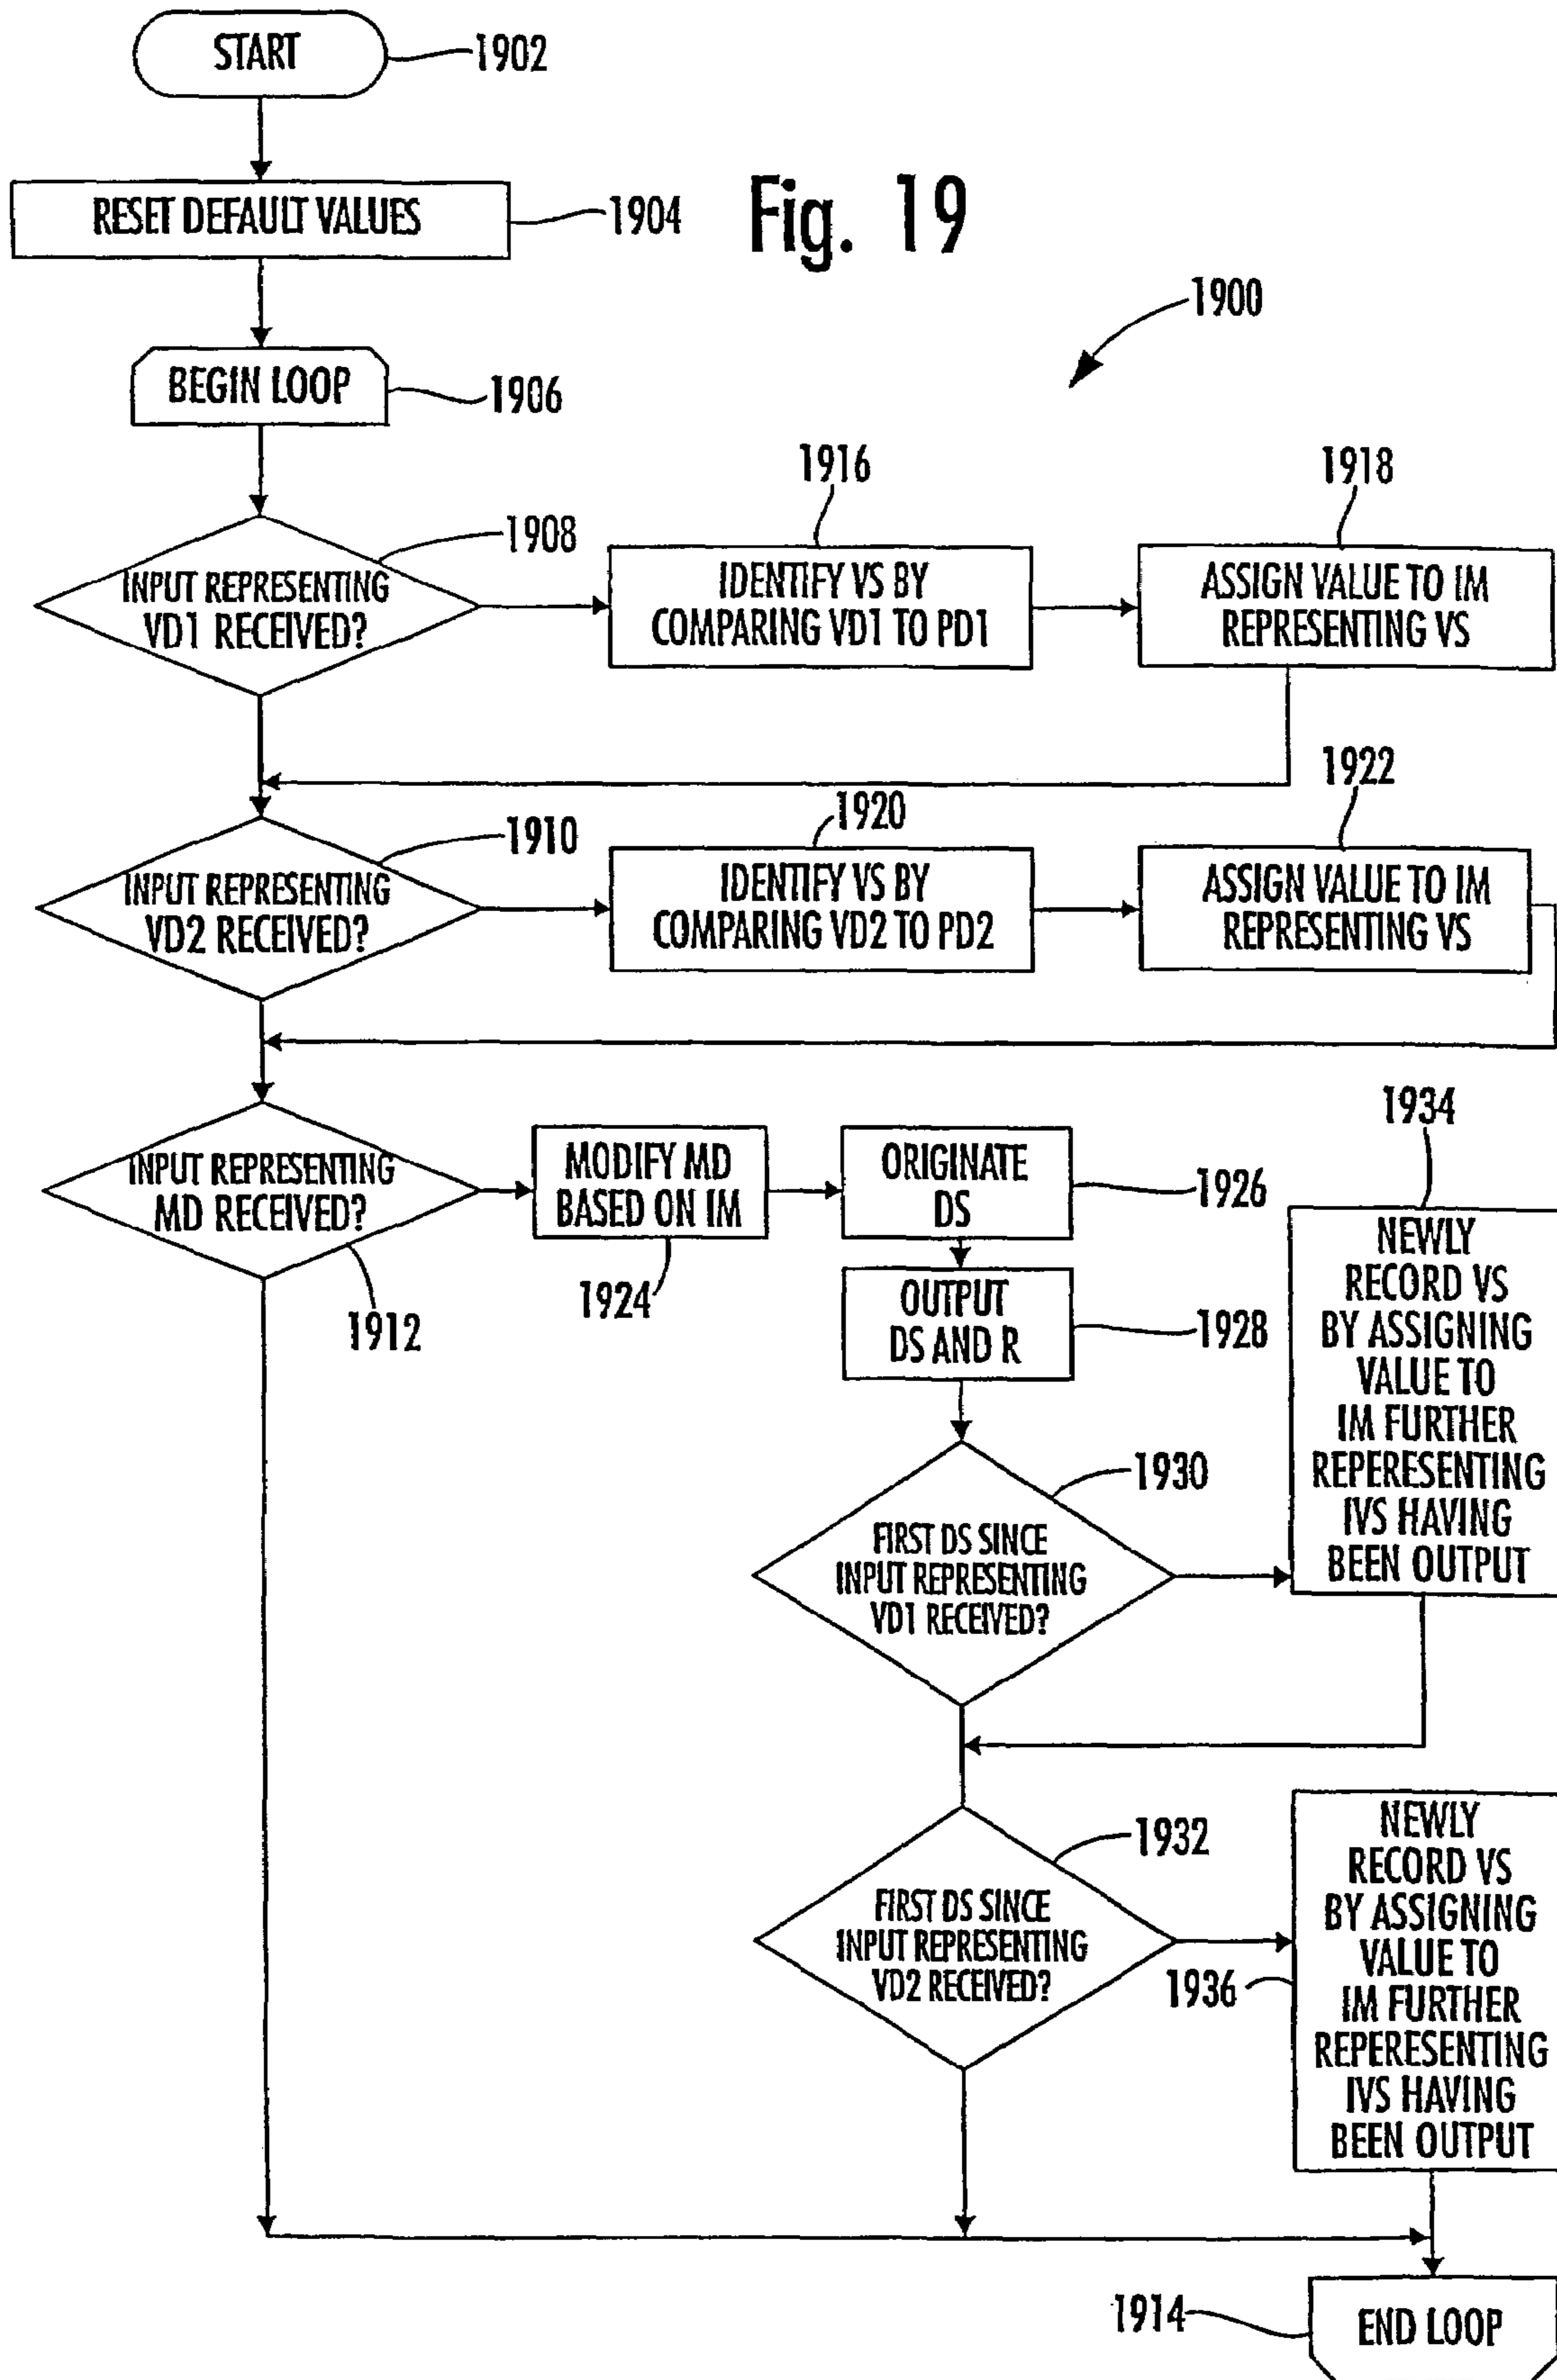 START
1902
RESET DEFAULT VALUES
1904
Fig. 19
1900
BEGIN LOOP
1906
1908
INPUT REPRESENTING
VD1 RECEIVED?
1916
IDENTIFY VS BY
COMPARING VD1 TO PD1
1918
ASSIGN VALUE TO IM
REPRESENTING VS
1910
INPUT REPRESENTING
VD2 RECEIVED?
1920
IDENTIFY VS BY
COMPARING VD2 TO PD2
1922
ASSIGN VALUE TO IM
REPRESENTING VS
INPUT REPRESENTING
MD RECEIVED?
1912
MODIFY MD
BASED ON IM
1924
ORIGINATE
DS
1926
OUTPUT
DS AND R
1928
1930
FIRST DS SINCE
INPUT REPRESENTING
VD1 RECEIVED?
1934
NEWLY
RECORD VS
BY ASSIGNING
VALUE TO
IM FURTHER
REPERESENTING
IVS HAVING
BEEN OUTPUT
1932
FIRST DS SINCE
INPUT REPRESENTING
VD2 RECEIVED?
1936
NEWLY
RECORD VS
BY ASSIGNING
VALUE TO
IM FURTHER
REPERESENTING
IVS HAVING
BEEN OUTPUT
1914
END LOOP